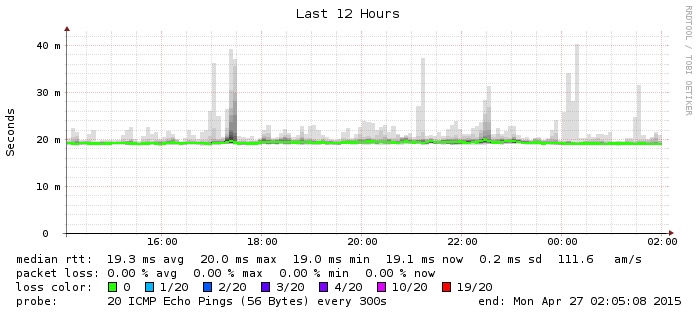 Last 12 Hours
RRDTOOL / TOBI OETIKER
Seconds
40 m
30 m
20 m
10 m
0
16:00 18:00 20:00 22:00 00:00 02:00
median rtt: 19.3 ms avg 20.0 ms max 19.0 ms min 19.1 ms now 0.2 ms sd 111.6 am/s
packet loss: 0.00 % avg 0.00 % max 0.00 % min 0.00 % now
loss color: 0 1/20 2/20 3/20 4/20 10/20 19/20
probe: 20 ICMP Echo Pings (56 Bytes) every 300s end: Mon Apr 27 02:05:08 2015